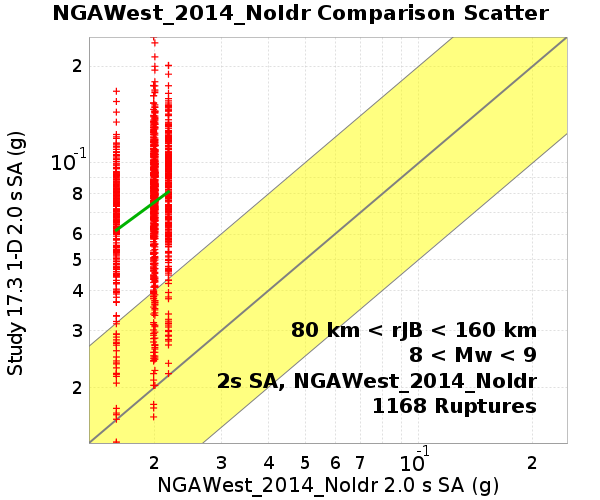 NGAWest_2014_NoIdr Comparison Scatter
Study 17.3 1-D 2.0 s SA (g)
2
10-1
8
6
5
4
3
2
80 km < rJB < 160 km
8 < Mw < 9
2s SA, NGAWest_2014_NoIdr
1168 Ruptures
2 3 4 5 6 7 10-1 2
NGAWest_2014_NoIdr 2.0 s SA (g)